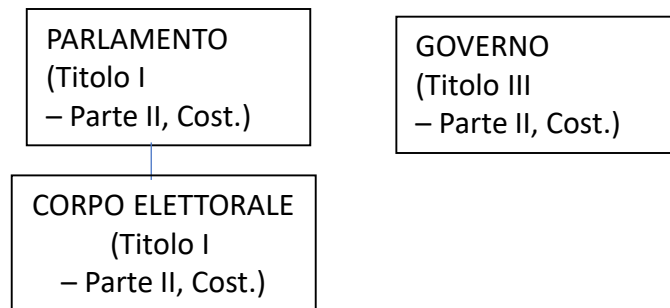 PARLAMENTO
(Titolo I
– Parte II, Cost.)
GOVERNO
(Titolo III
– Parte II, Cost.)
CORPO ELETTORALE
(Titolo I
– Parte II, Cost.)